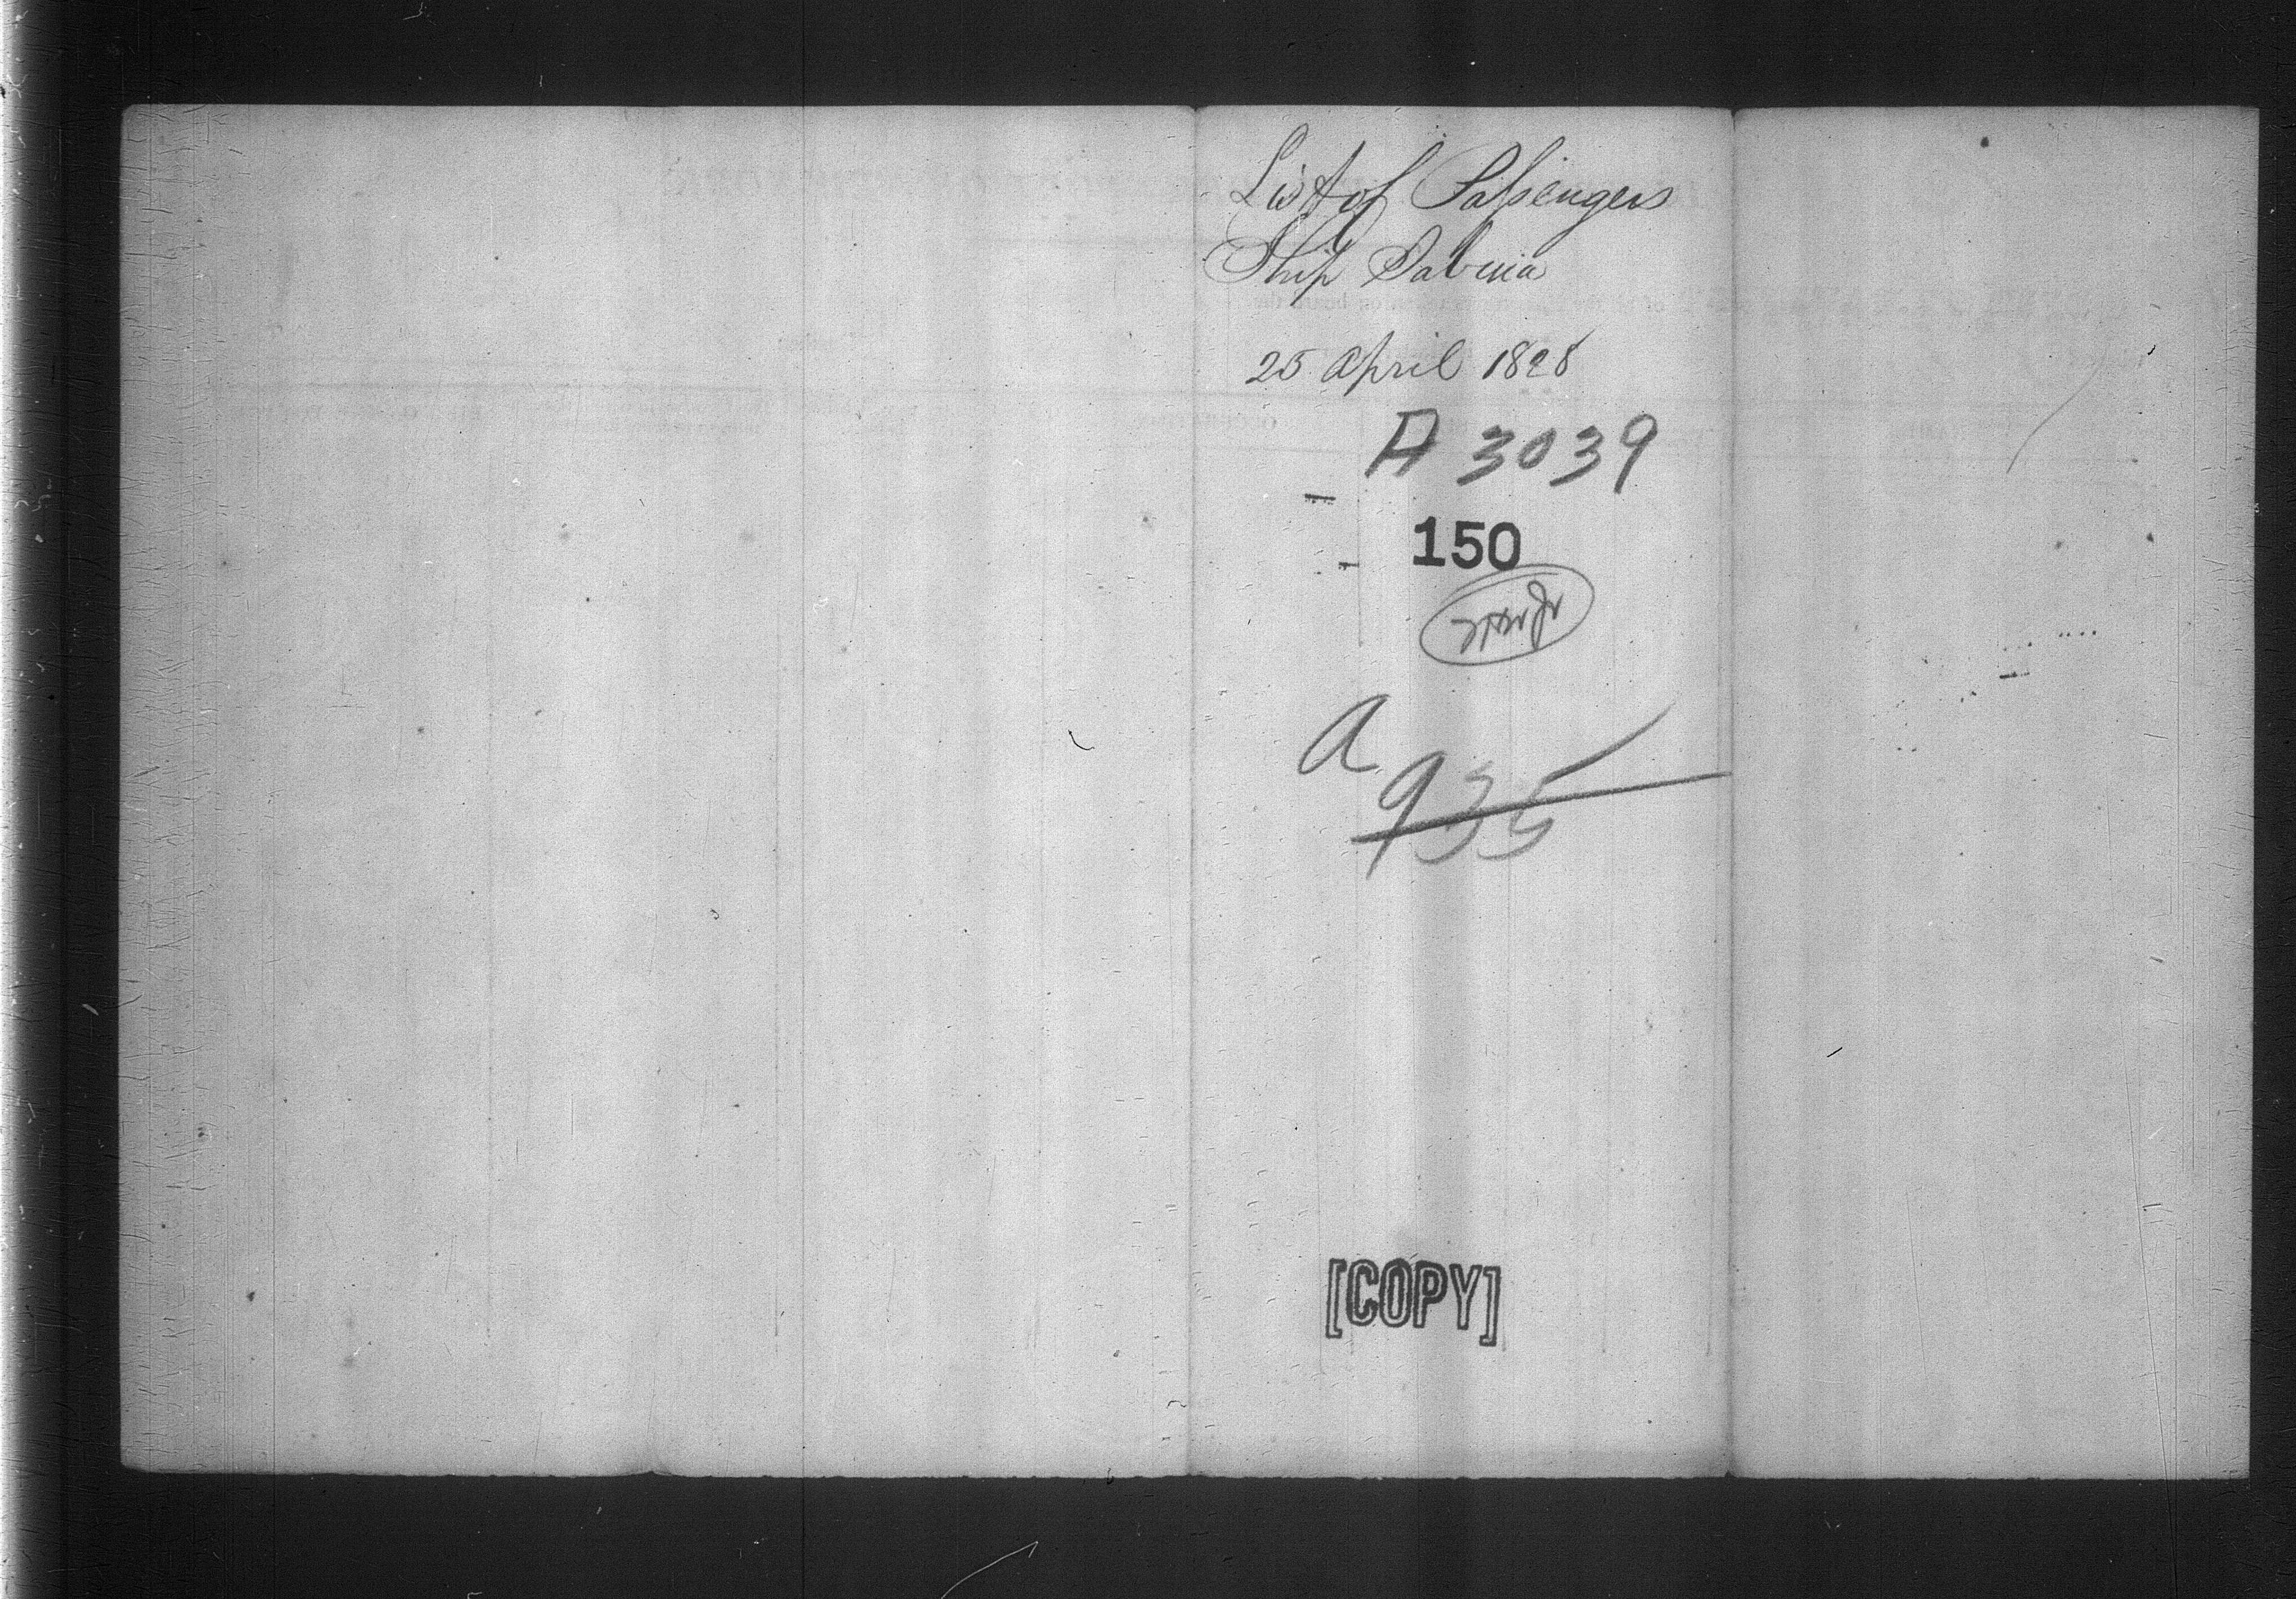 List of Passengers
Ship Sabina
25 April 1828
A 3039
150
A
935
[COPY]